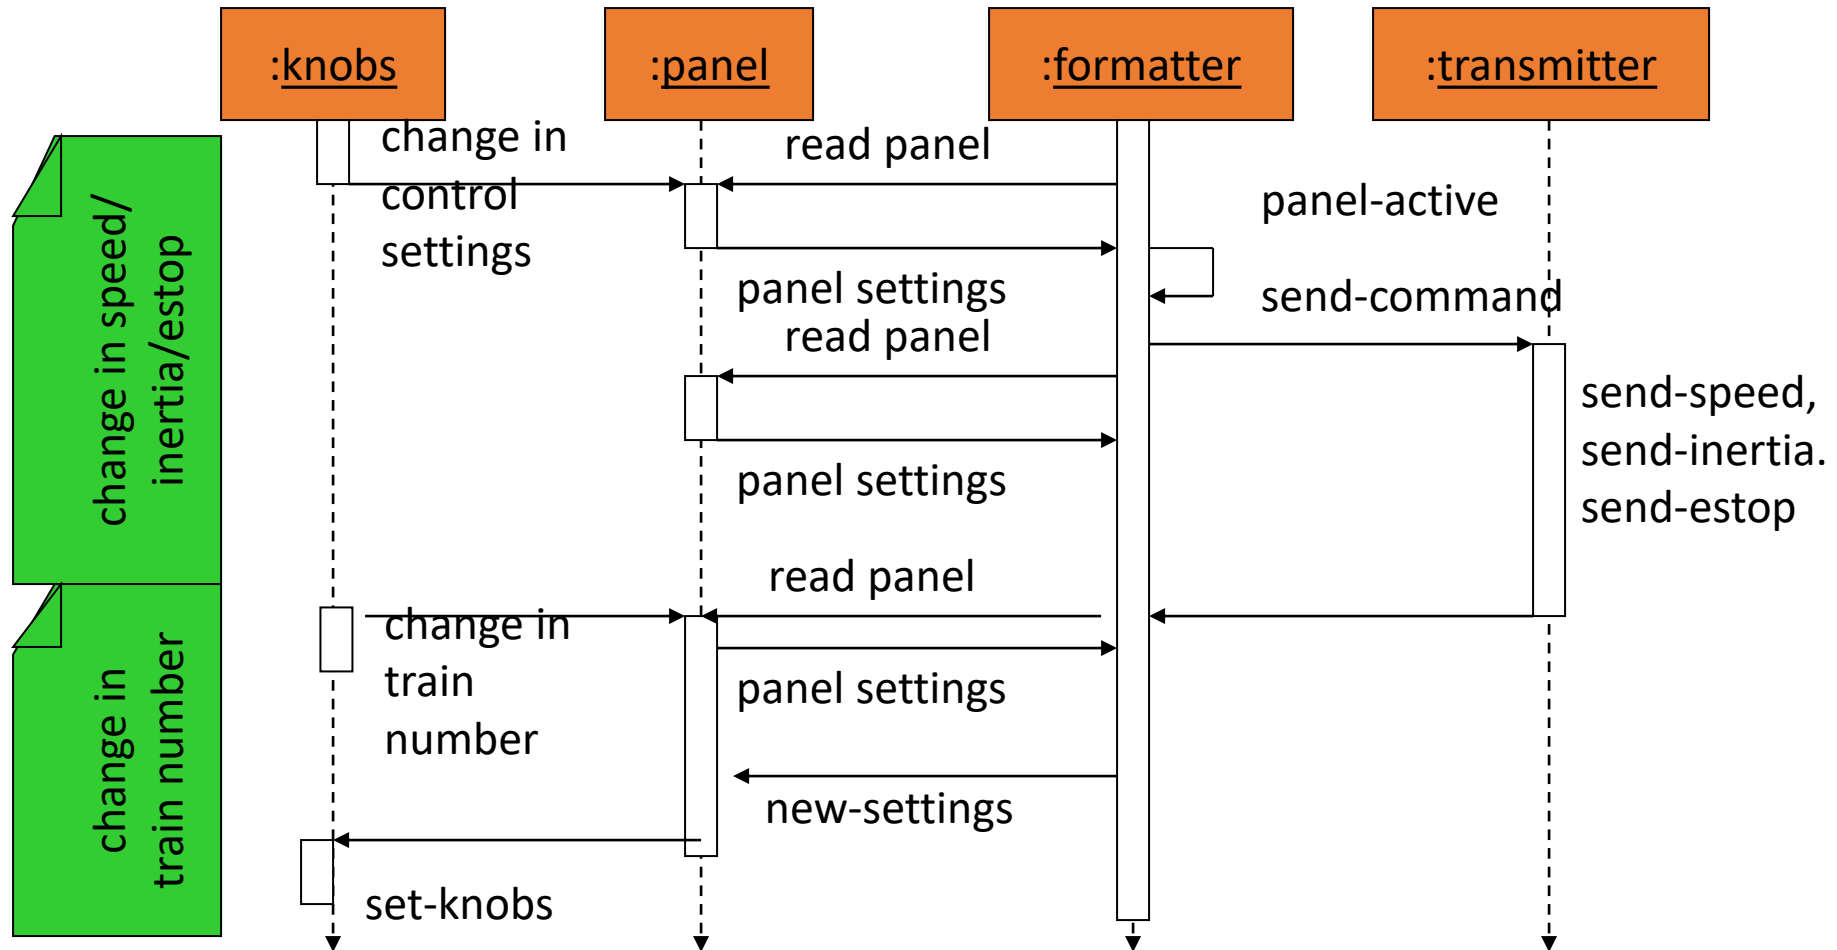 :knobs
:panel
:formatter
:transmitter
change in speed/
inertia/estop
change in
control
settings
read panel
panel-active
panel settings
send-command
read panel
send-speed,
send-inertia.
send-estop
panel settings
change in
train number
read panel
change in
train
number
panel settings
new-settings
set-knobs